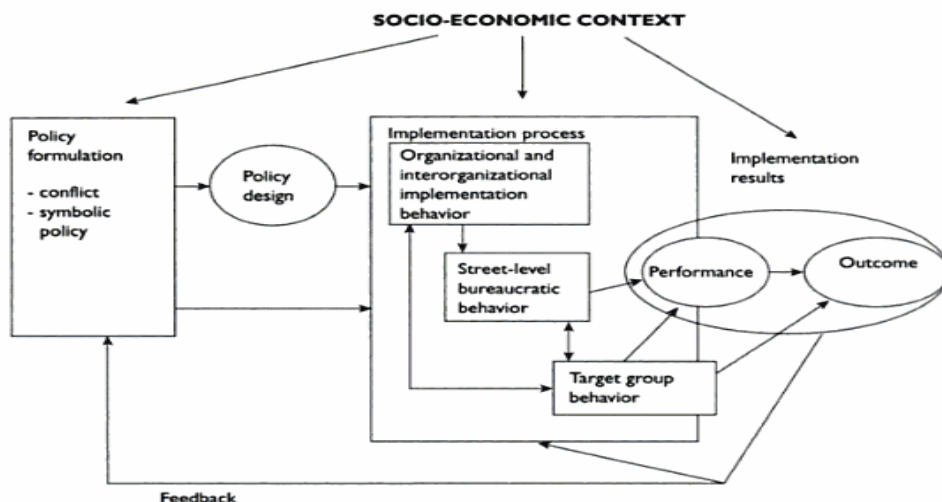 SOCIO-ECONOMIC CONTEXT
Policy
formulation
- conflict
- symbolic
policy
Policy
design
Implementation process
Organizational and
interorganizational
implementation
behavior
Street-level
bureaucratic
behavior
Target group
behavior
Implementation
results
Performance
Outcome
Feedback